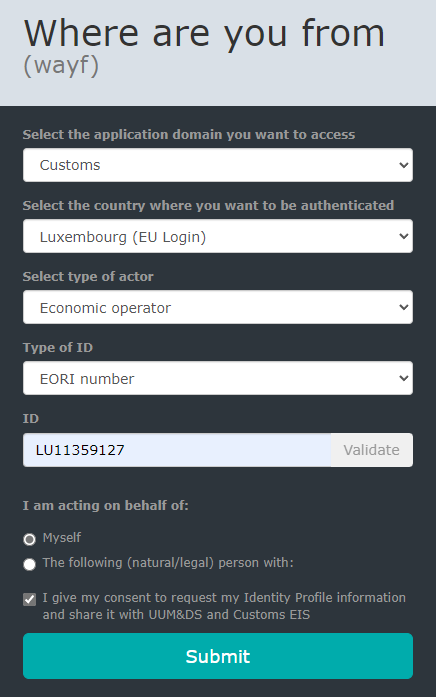 Where are you from
(wayf)
Select the application domain you want to access
Customs
Select the country where you want to be authenticated
Luxembourg (EU Login)
Select type of actor
Economic operator
Type of ID
EORI number
ID
LU11359127 Validate
I am acting on behalf of:
Myself
The following (natural/legal) person with:
I give my consent to request my Identity Profile information
and share it with UUM&DS and Customs EIS
Submit